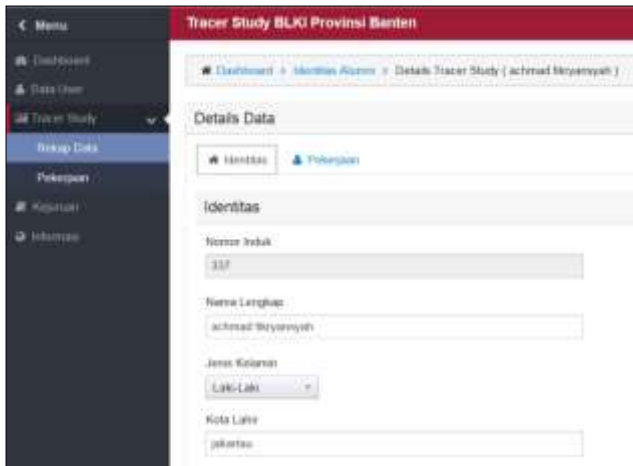 Menu
Tracer Study BLKI Provinsi Banten
Dashboard
Dashboard > Identitas Alumni > Details Tracer Study ( achmad fikryansyah )
Data User
Tracer Study
Details Data
Rekap Data
Identitas
Pekerjaan
Pekerjaan
Kejuruan
Identitas
Informasi
Nomor Induk
337
Nama Lengkap
achmad fikryansyah
Jenis Kelamin
Laki-Laki
Kota Lahir